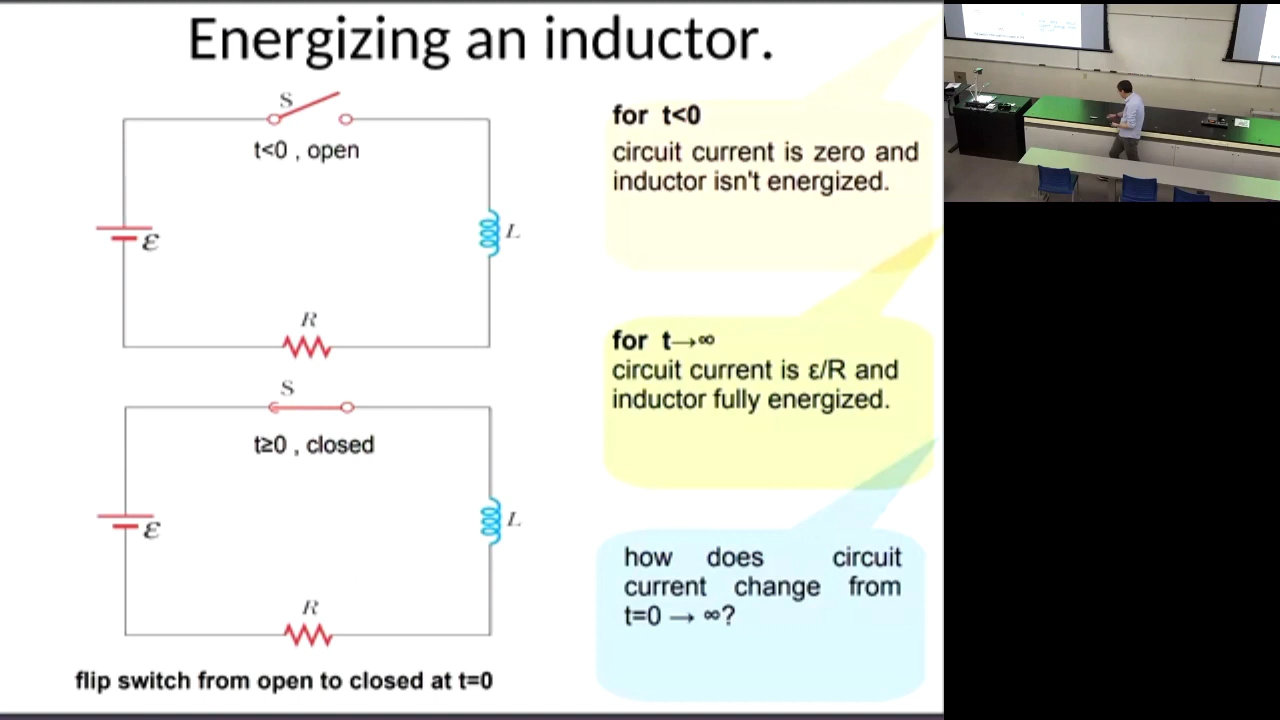 Energizing an inductor.
S
t<0 , open
ε
L
R
S
t≥0 , closed
ε
L
R
flip switch from open to closed at t=0
for t<0
circuit current is zero and
inductor isn't energized.
for t→∞
circuit current is ε/R and
inductor fully energized.
how does circuit
current change from
t=0 → ∞?